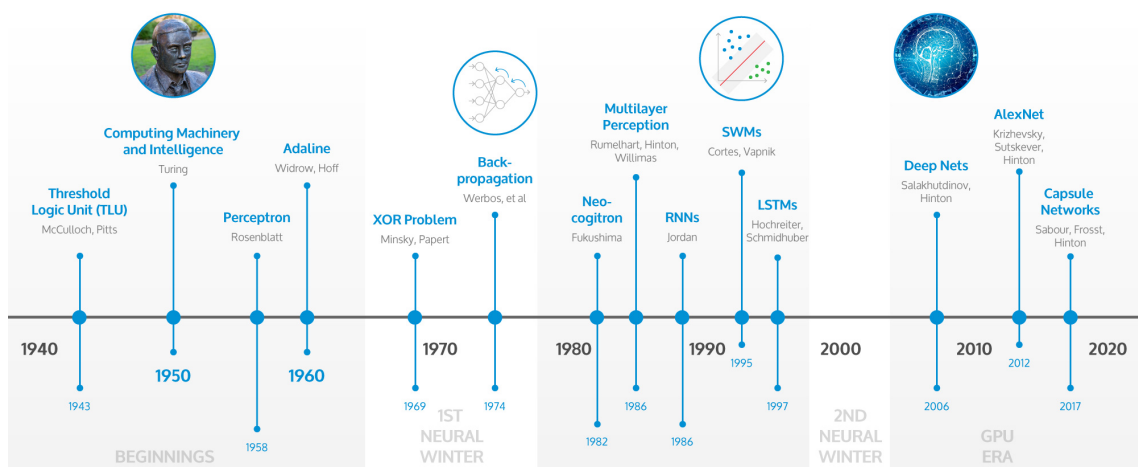 Computing Machinery
and Intelligence
Turing
Threshold
Logic Unit (TLU)
McCulloch, Pitts
Perceptron
Rosenblatt
Adaline
Widrow, Hoff
XOR Problem
Minsky, Papert
Back-
propagation
Werbos, et al
Neo-
cogitron
Fukushima
Multilayer
Perception
Rumelhart, Hinton,
Willimas
RNNs
Jordan
SWMs
Cortes, Vapnik
LSTMs
Hochreiter,
Schmidhuber
Deep Nets
Salakhutdinov,
Hinton
AlexNet
Krizhevsky,
Sutskever,
Hinton
Capsule
Networks
Sabour, Frosst,
Hinton
1940
1950
1960
1970
1980
1990
2000
2010
2020
1943
1958
1969
1974
1982
1986
1986
1995
1997
2006
2012
2017
BEGINNINGS
1ST
NEURAL
WINTER
2ND
NEURAL
WINTER
GPU
ERA